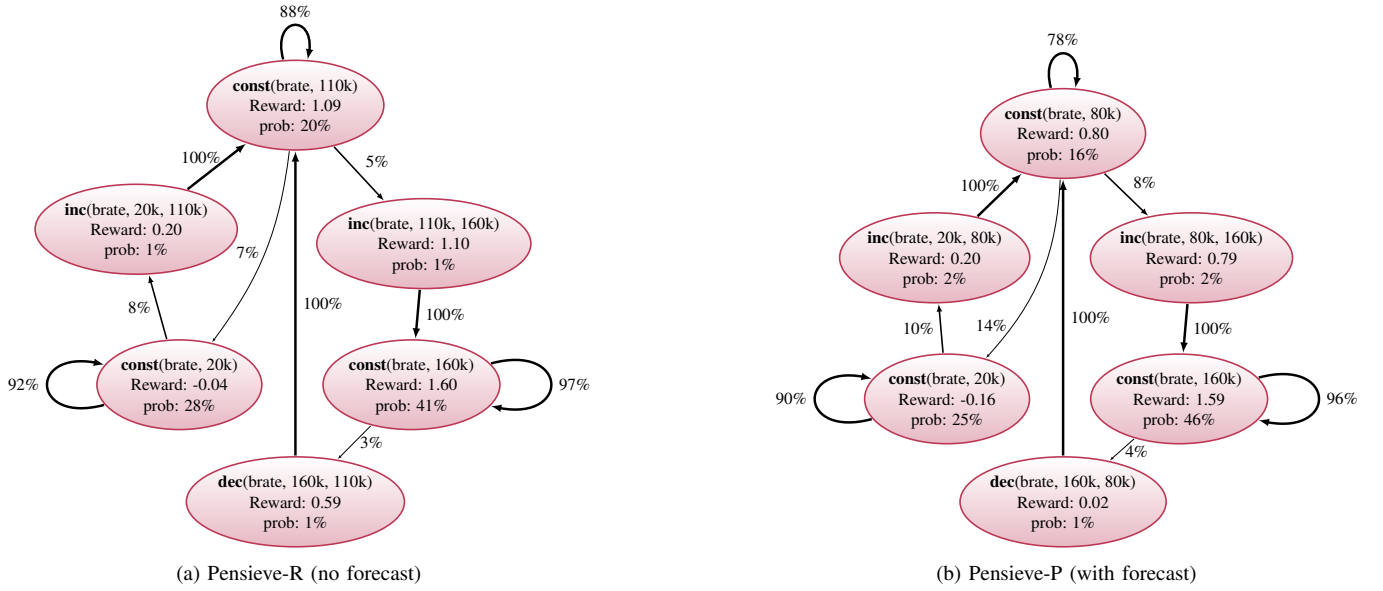 88%
const(brate, 110k)
Reward: 1.09
prob: 20%
100%
5%
inc(brate, 20k, 110k)
Reward: 0.20
prob: 1%
inc(brate, 110k, 160k)
Reward: 1.10
prob: 1%
7%
8%
100%
100%
92%
const(brate, 20k)
Reward: -0.04
prob: 28%
const(brate, 160k)
Reward: 1.60
prob: 41%
97%
3%
dec(brate, 160k, 110k)
Reward: 0.59
prob: 1%
(a) Pensieve-R (no forecast)
78%
const(brate, 80k)
Reward: 0.80
prob: 16%
100%
8%
inc(brate, 20k, 80k)
Reward: 0.20
prob: 2%
inc(brate, 80k, 160k)
Reward: 0.79
prob: 2%
10%
14%
100%
100%
90%
const(brate, 20k)
Reward: -0.16
prob: 25%
const(brate, 160k)
Reward: 1.59
prob: 46%
96%
4%
dec(brate, 160k, 80k)
Reward: 0.02
prob: 1%
(b) Pensieve-P (with forecast)